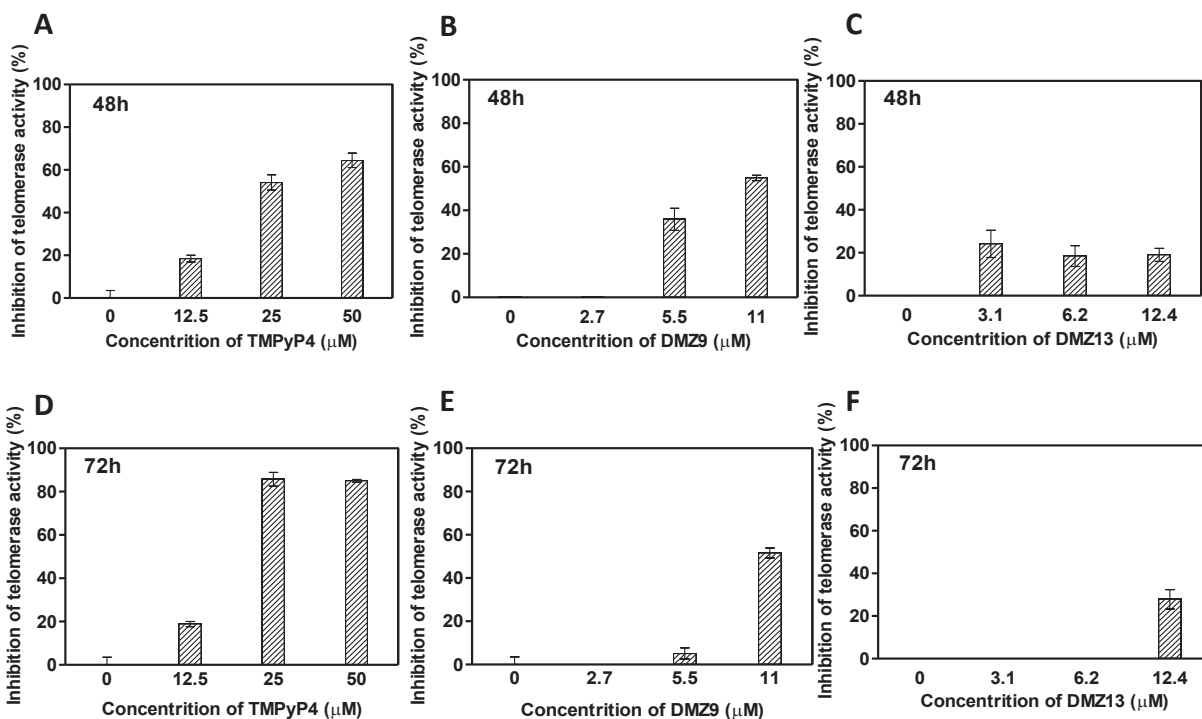 A
Inhibition of telomerase activity (%)
100
80
60
40
20
0
48h
0 12.5 25 50
Concentrition of TMPyP4 (μM)
B
Inhibition of telomerase activity (%)
100
80
60
40
20
0
48h
0 2.7 5.5 11
Concentrition of DMZ9 (μM)
C
Inhibition of telomerase activity (%)
100
80
60
40
20
0
48h
0 3.1 6.2 12.4
Concentrition of DMZ13 (μM)
D
Inhibition of telomerase activity (%)
100
80
60
40
20
0
72h
0 12.5 25 50
Concentrition of TMPyP4 (μM)
E
Inhibition of telomerase activity (%)
100
80
60
40
20
0
72h
0 2.7 5.5 11
Concentrition of DMZ9 (μM)
F
Inhibition of telomerase activity (%)
100
80
60
40
20
0
72h
0 3.1 6.2 12.4
Concentrition of DMZ13 (μM)